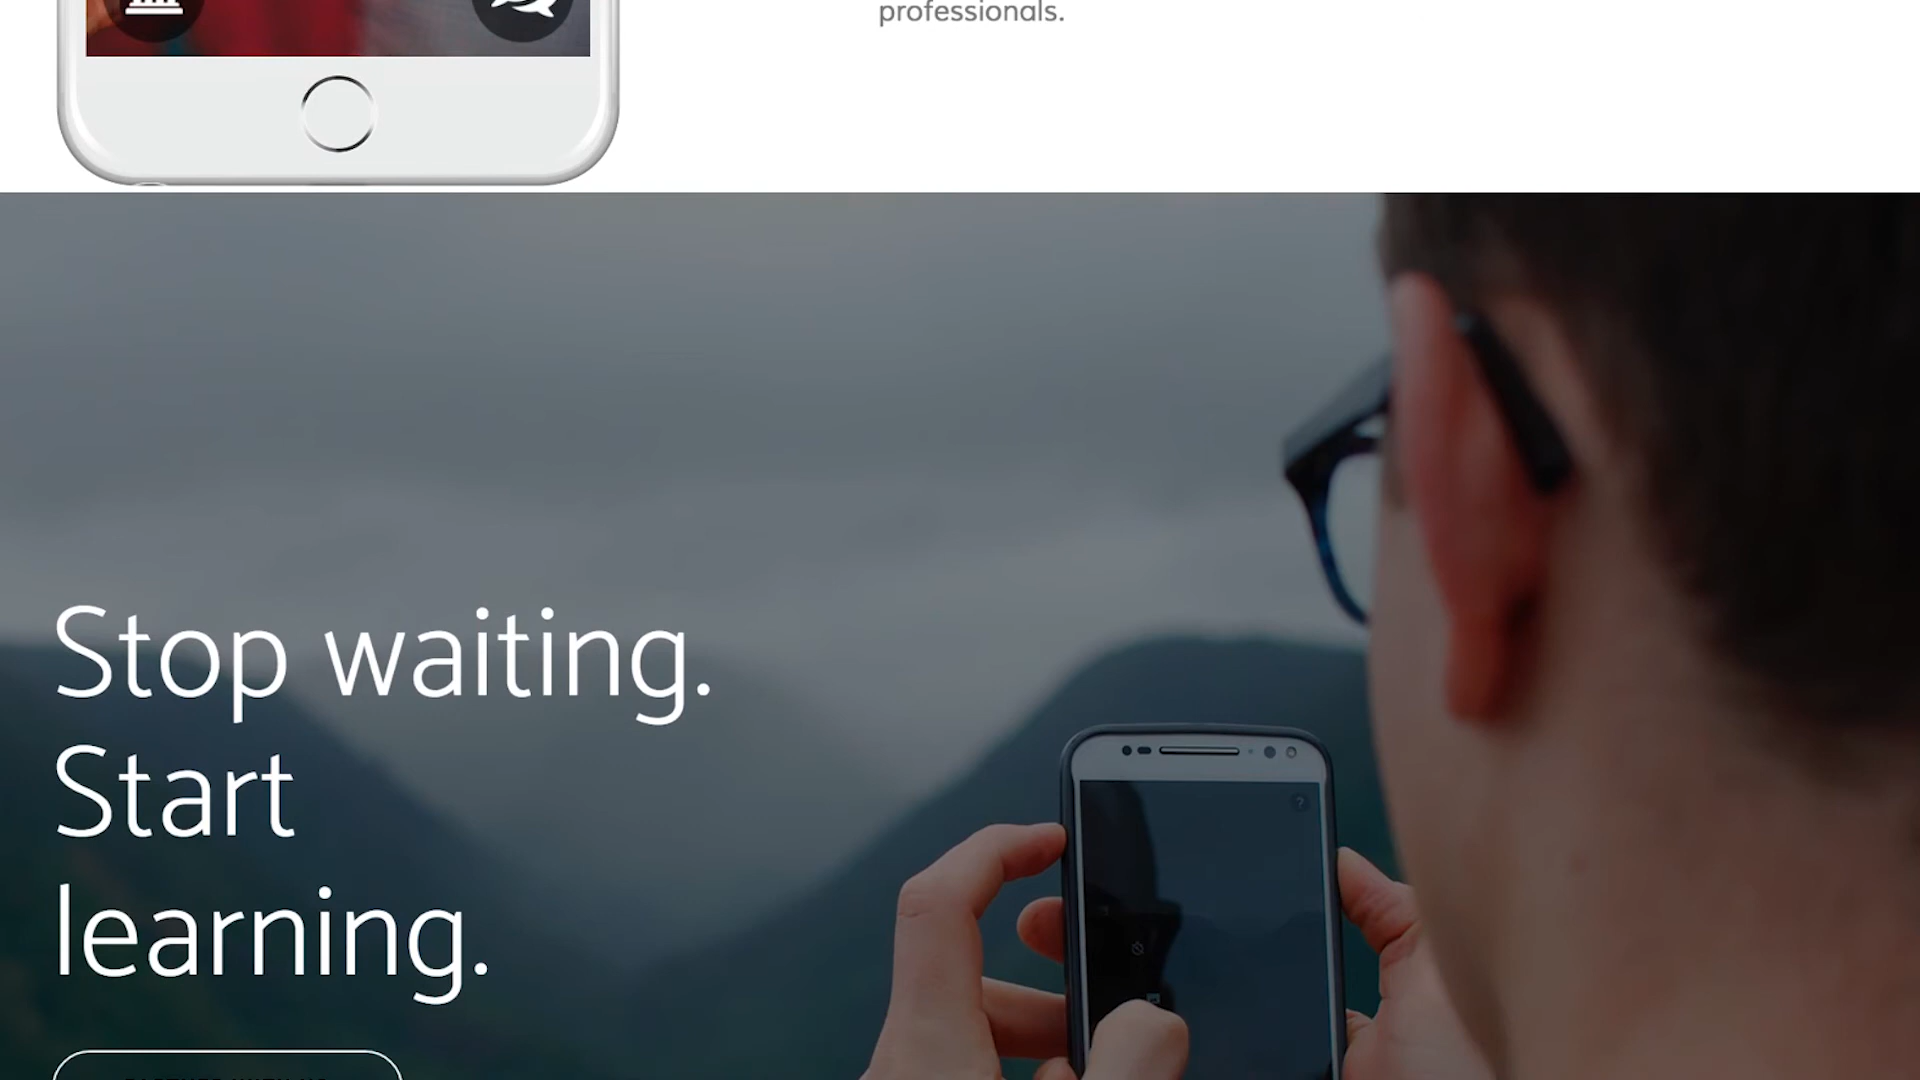 professionals.
Stop waiting.
Start
learning.